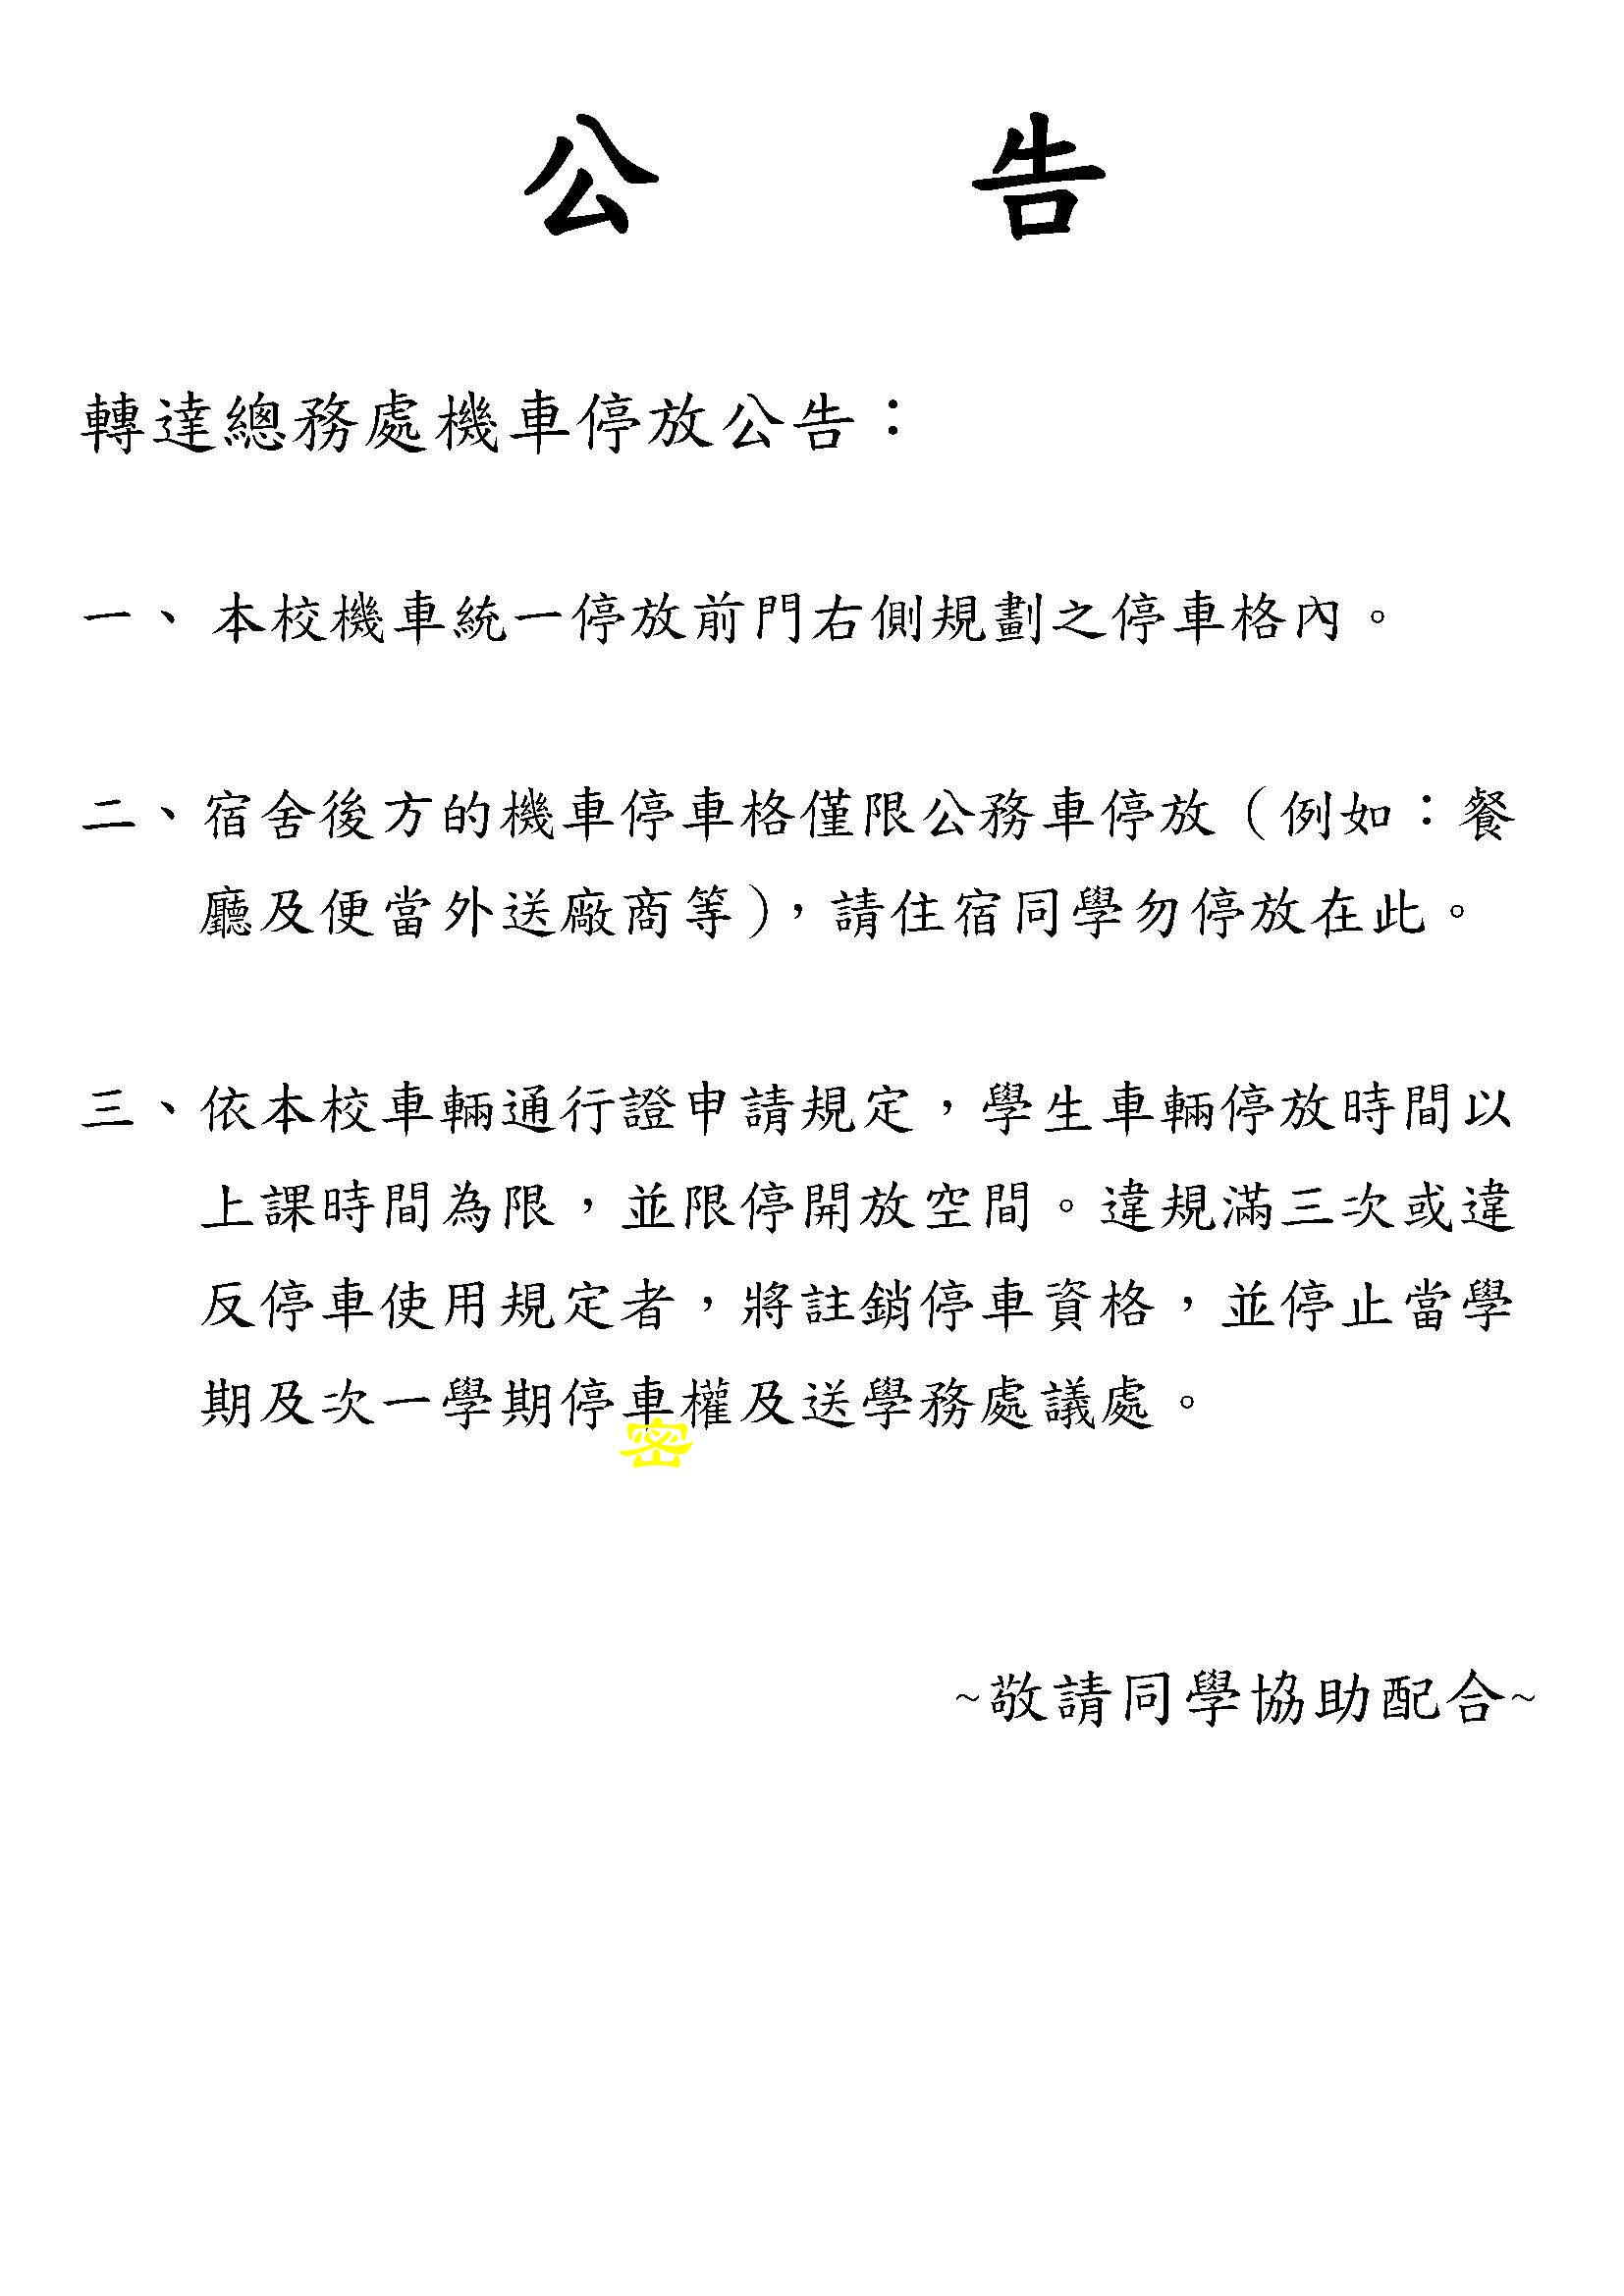 公告
轉達總務處機車停放公告：
一、本校機車統一停放前門右側規劃之停車格內。
二、宿舍後方的機車停車格僅限公務車停放（例如：餐
廳及便當外送廠商等），請住宿同學勿停放在此。
三、依本校車輛通行證申請規定，學生車輛停放時間以
上課時間為限，並限停開放空間。違規滿三次或違
反停車使用規定者，將註銷停車資格，並停止當學
期及次一學期停車權及送學務處議處。
密
~敬請同學協助配合~